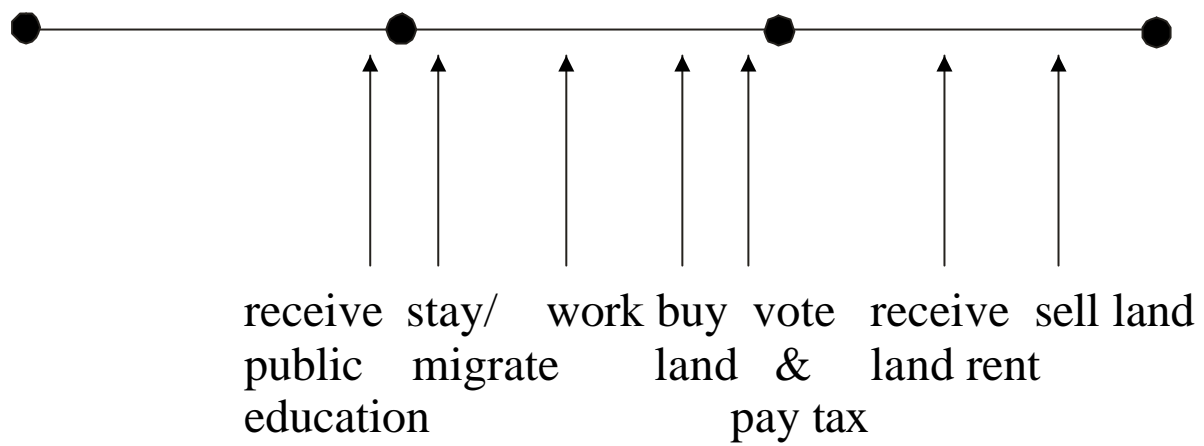 receive stay/ work buy vote receive sell land
public migrate land & land rent
education pay tax